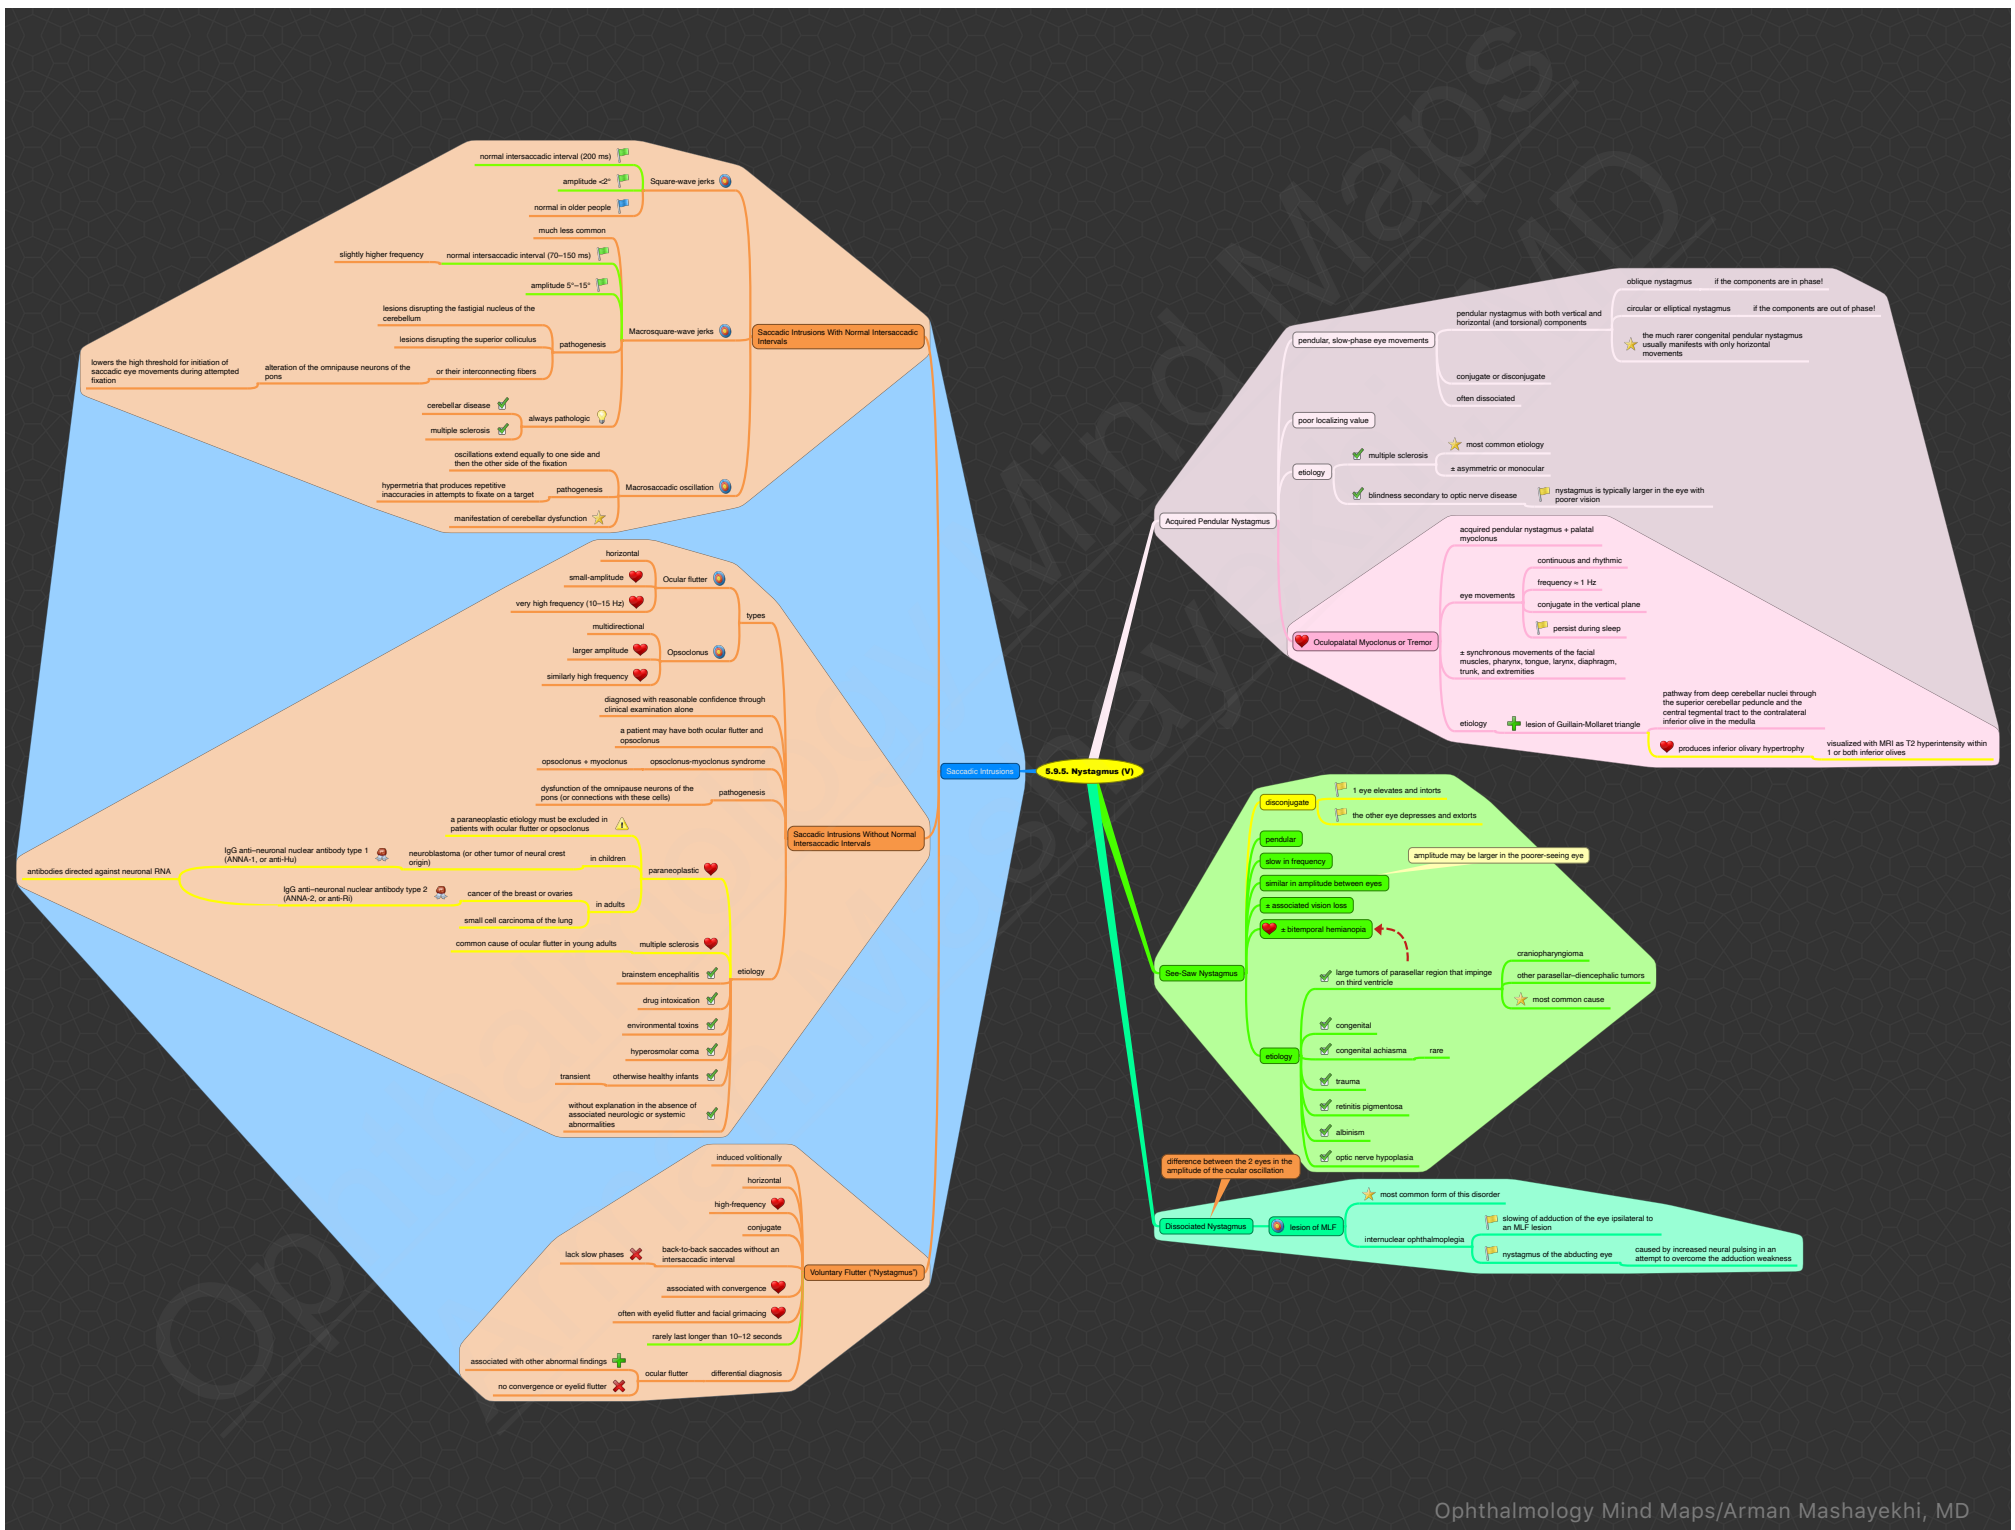 5.9.5. Nystagmus (V)
Acquired Pendular Nystagmus
pendular, slow-phase eye movements
pendular nystagmus with both vertical and
horizontal (and torsional) components
oblique nystagmus
if the components are in phase!
circular or elliptical nystagmus
if the components are out of phase!
the much rarer congenital pendular nystagmus
usually manifests with only horizontal
movements
conjugate or disconjugate
often dissociated
poor localizing value
etiology
multiple sclerosis
most common etiology
± asymmetric or monocular
blindness secondary to optic nerve disease
nystagmus is typically larger in the eye with
poorer vision
Oculopalatal Myoclonus or Tremor
acquired pendular nystagmus + palatal
myoclonus
eye movements
continuous and rhythmic
frequency ≈ 1 Hz
conjugate in the vertical plane
persist during sleep
± synchronous movements of the facial
muscles, pharynx, tongue, larynx, diaphragm,
trunk, and extremities
etiology
lesion of Guillain-Mollaret triangle
pathway from deep cerebellar nuclei through
the superior cerebellar peduncle and the
central tegmental tract to the contralateral
inferior olive in the medulla
produces inferior olivary hypertrophy
visualized with MRI as T2 hyperintensity within
1 or both inferior olives
See-Saw Nystagmus
disconjugate
1 eye elevates and intorts
the other eye depresses and extorts
pendular
slow in frequency
similar in amplitude between eyes
amplitude may be larger in the poorer-seeing eye
± associated vision loss
± bitemporal hemianopia
etiology
large tumors of parasellar region that impinge
on third ventricle
craniopharyngioma
other parasellar–diencephalic tumors
most common cause
congenital
congenital achiasma
rare
trauma
retinitis pigmentosa
albinism
optic nerve hypoplasia
Dissociated Nystagmus
difference between the 2 eyes in the
amplitude of the ocular oscillation
lesion of MLF
most common form of this disorder
internuclear ophthalmoplegia
slowing of adduction of the eye ipsilateral to
an MLF lesion
nystagmus of the abducting eye
caused by increased neural pulsing in an
attempt to overcome the adduction weakness
Saccadic Intrusions
Saccadic Intrusions With Normal Intersaccadic
Intervals
Square-wave jerks
normal intersaccadic interval (200 ms)
amplitude <2°
normal in older people
Macrosquare-wave jerks
much less common
normal intersaccadic interval (70–150 ms)
slightly higher frequency
amplitude 5°–15°
pathogenesis
lesions disrupting the fastigial nucleus of the
cerebellum
lesions disrupting the superior colliculus
or their interconnecting fibers
alteration of the omnipause neurons of the
pons
lowers the high threshold for initiation of
saccadic eye movements during attempted
fixation
always pathologic
cerebellar disease
multiple sclerosis
Macrosaccadic oscillation
oscillations extend equally to one side and
then the other side of the fixation
pathogenesis
hypermetria that produces repetitive
inaccuracies in attempts to fixate on a target
manifestation of cerebellar dysfunction
Saccadic Intrusions Without Normal
Intersaccadic Intervals
types
Ocular flutter
horizontal
small-amplitude
very high frequency (10–15 Hz)
Opsoclonus
multidirectional
larger amplitude
similarly high frequency
diagnosed with reasonable confidence through
clinical examination alone
a patient may have both ocular flutter and
opsoclonus
opsoclonus-myoclonus syndrome
opsoclonus + myoclonus
pathogenesis
dysfunction of the omnipause neurons of the
pons (or connections with these cells)
etiology
paraneoplastic
a paraneoplastic etiology must be excluded in
patients with ocular flutter or opsoclonus
in children
neuroblastoma (or other tumor of neural crest
origin)
IgG anti–neuronal nuclear antibody type 1
(ANNA-1, or anti-Hu)
antibodies directed against neuronal RNA
in adults
cancer of the breast or ovaries
IgG anti–neuronal nuclear antibody type 2
(ANNA-2, or anti-Ri)
small cell carcinoma of the lung
multiple sclerosis
common cause of ocular flutter in young adults
brainstem encephalitis
drug intoxication
environmental toxins
hyperosmolar coma
otherwise healthy infants
transient
without explanation in the absence of
associated neurologic or systemic
abnormalities
Voluntary Flutter (“Nystagmus”)
induced volitionally
horizontal
high-frequency
conjugate
back-to-back saccades without an
intersaccadic interval
lack slow phases
associated with convergence
often with eyelid flutter and facial grimacing
rarely last longer than 10–12 seconds
differential diagnosis
ocular flutter
associated with other abnormal findings
no convergence or eyelid flutter
Ophthalmology Mind Maps/Arman Mashayekhi, MD